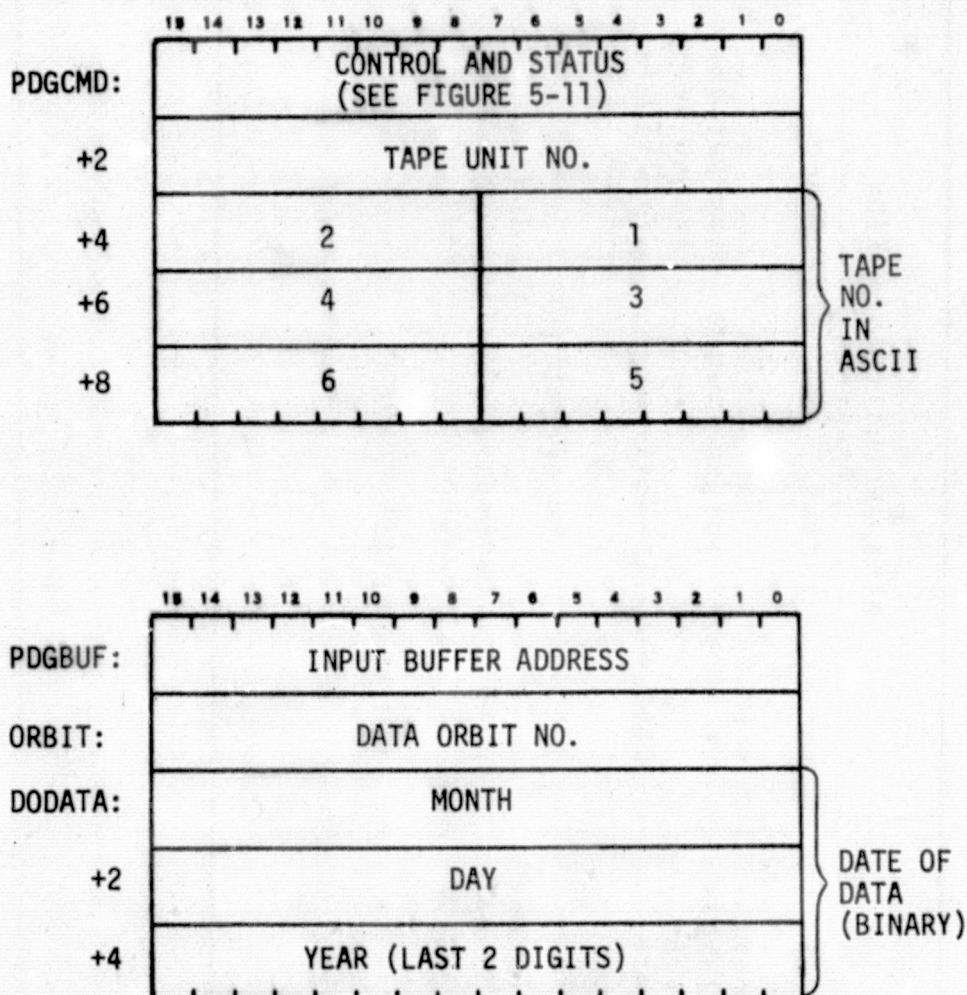 15 14 13 12 11 10 9 8 7 6 5 4 3 2 1 0
PDGCMD:
CONTROL AND STATUS
(SEE FIGURE 5-11)
+2
TAPE UNIT NO.
+4
2
1
+6
4
3
+8
6
5
TAPE
NO.
IN
ASCII
15 14 13 12 11 10 9 8 7 6 5 4 3 2 1 0
PDGBUF:
INPUT BUFFER ADDRESS
ORBIT:
DATA ORBIT NO.
DODATA:
MONTH
+2
DAY
+4
YEAR (LAST 2 DIGITS)
DATE OF
DATA
(BINARY)